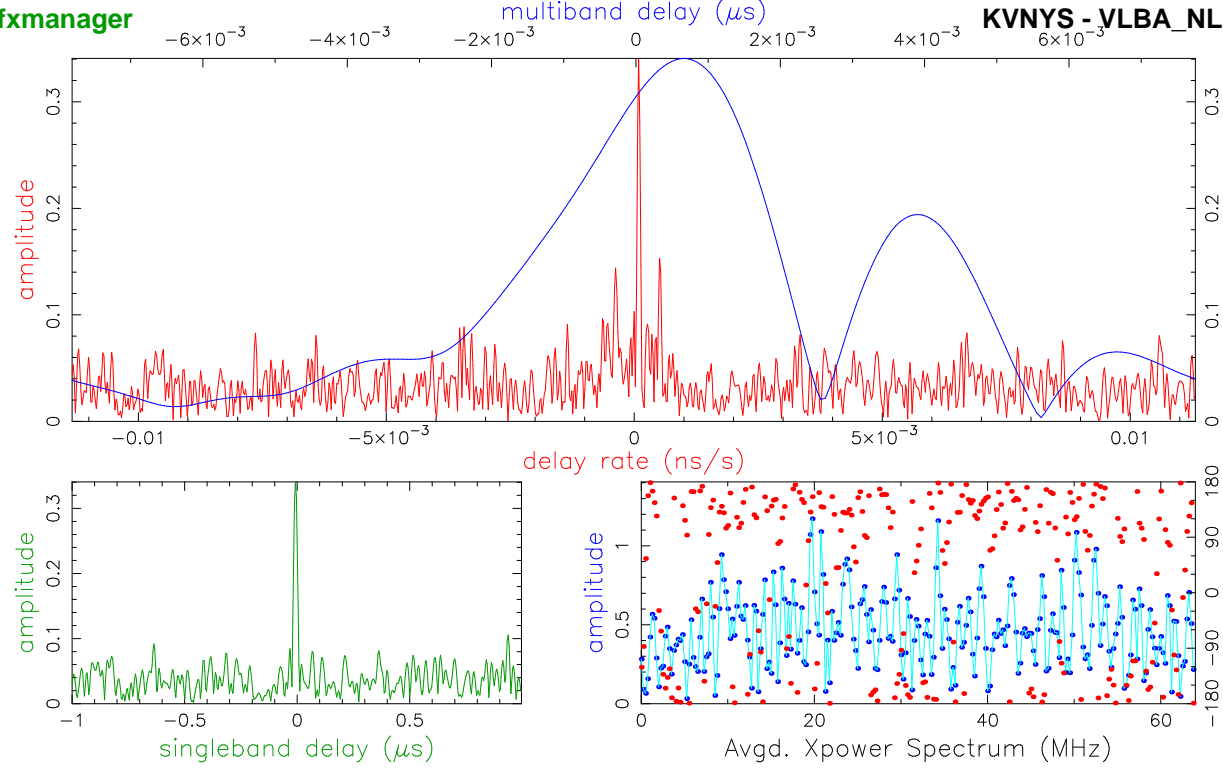 multiband delay (μs)
fxmanager
KVNYS - VLBA_NL
−6×10⁻³ −4×10⁻³ −2×10⁻³ 0 2×10⁻³ 4×10⁻³ 6×10⁻³
amplitude
0.3 0.3
0.2 0.2
0.1 0.1
0 0
−0.01 −5×10⁻³ 0 5×10⁻³ 0.01
delay rate (ns/s)
amplitude
0.3
0.2
0.1
0
−1 −0.5 0 0.5
singleband delay (μs)
amplitude
1
0.5
0
180
90
0
−90
−180
0 20 40 60
Avgd. Xpower Spectrum (MHz)